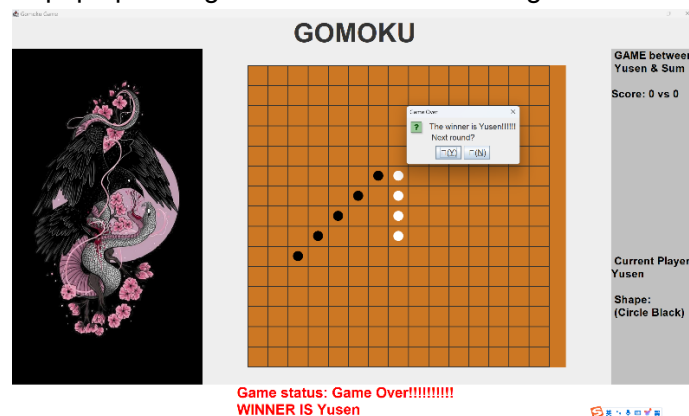 Gomoku Game
GOMOKU
GAME between
Yusen & Sum
Score: 0 vs 0
Game Over
The winner is Yusen!!!!!!
Next round?
(Y)
(N)
Current Player
Yusen
Shape:
(Circle Black)
Game status: Game Over!!!!!!!!!!
WINNER IS Yusen
英